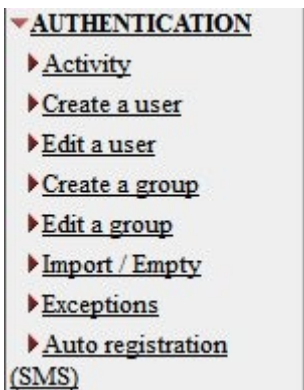 AUTHENTICATION
Activity
Create a user
Edit a user
Create a group
Edit a group
Import / Empty
Exceptions
Auto registration
(SMS)